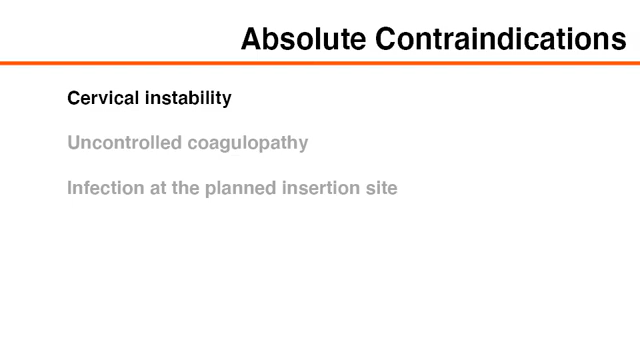 Absolute Contraindications
Cervical instability
Uncontrolled coagulopathy
Infection at the planned insertion site